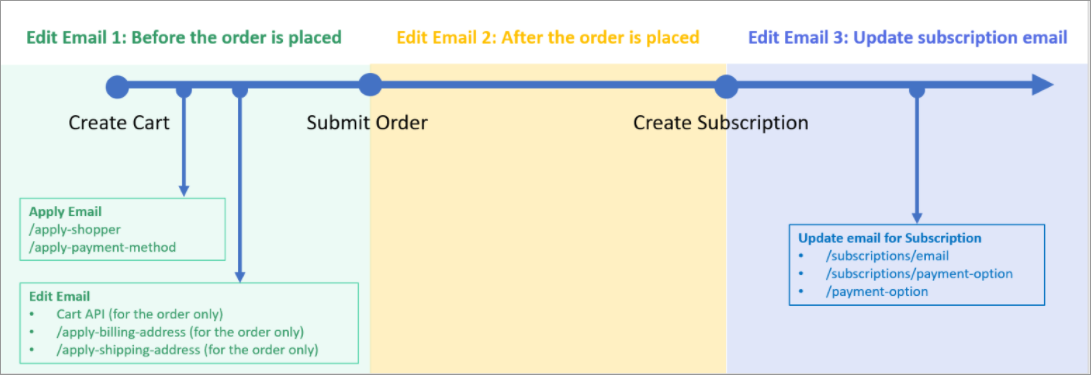 Edit Email 1: Before the order is placed
Edit Email 2: After the order is placed
Edit Email 3: Update subscription email
Create Cart
Submit Order
Create Subscription
Apply Email
/apply-shopper
/apply-payment-method
Edit Email
• Cart API (for the order only)
• /apply-billing-address (for the order only)
• /apply-shipping-address (for the order only)
Update email for Subscription
• /subscriptions/email
• /subscriptions/payment-option
• /payment-option